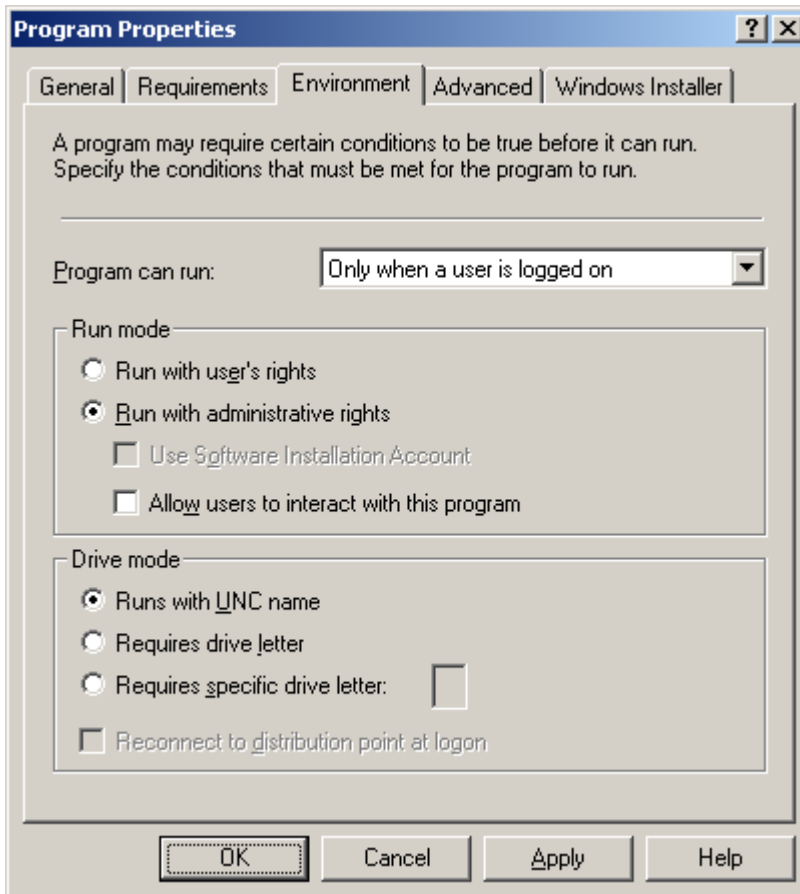 Program Properties
General Requirements Environment Advanced Windows Installer
A program may require certain conditions to be true before it can run.
Specify the conditions that must be met for the program to run.
Program can run: Only when a user is logged on
Run mode
Run with user's rights
Run with administrative rights
Use Software Installation Account
Allow users to interact with this program
Drive mode
Runs with UNC name
Requires drive letter
Requires specific drive letter:
Reconnect to distribution point at logon
OK Cancel Apply Help